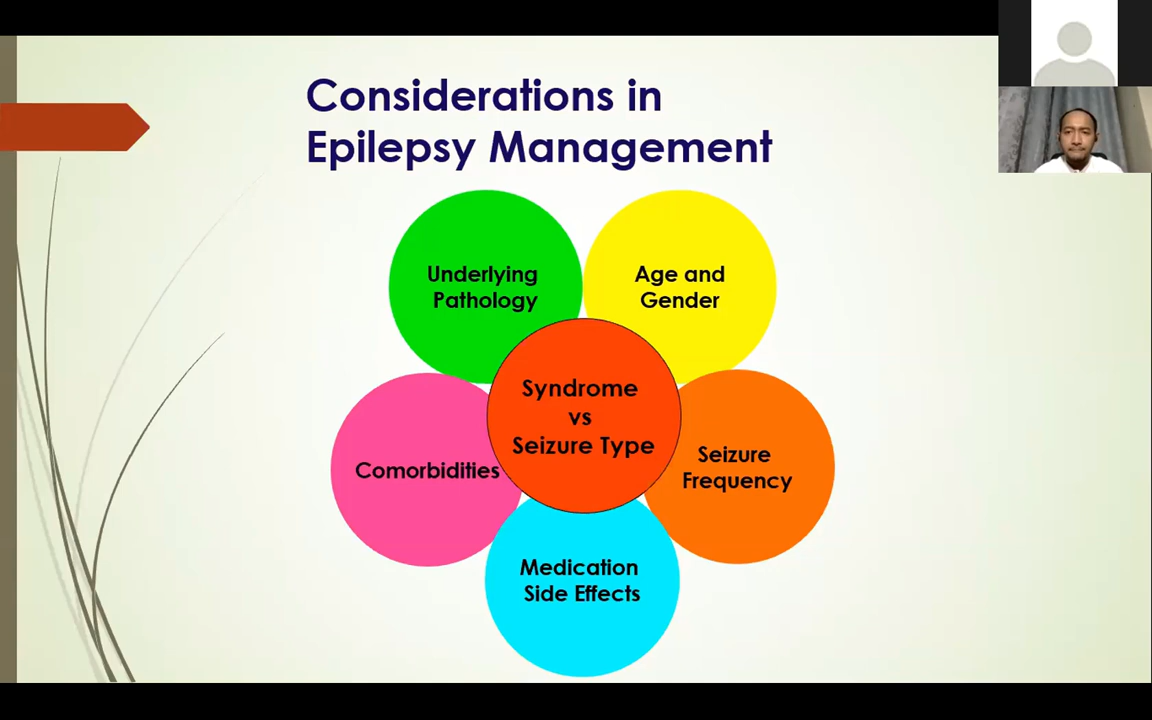 Considerations in
Epilepsy Management
Underlying
Pathology
Age and
Gender
Syndrome
vs
Seizure Type
Comorbidities
Seizure
Frequency
Medication
Side Effects